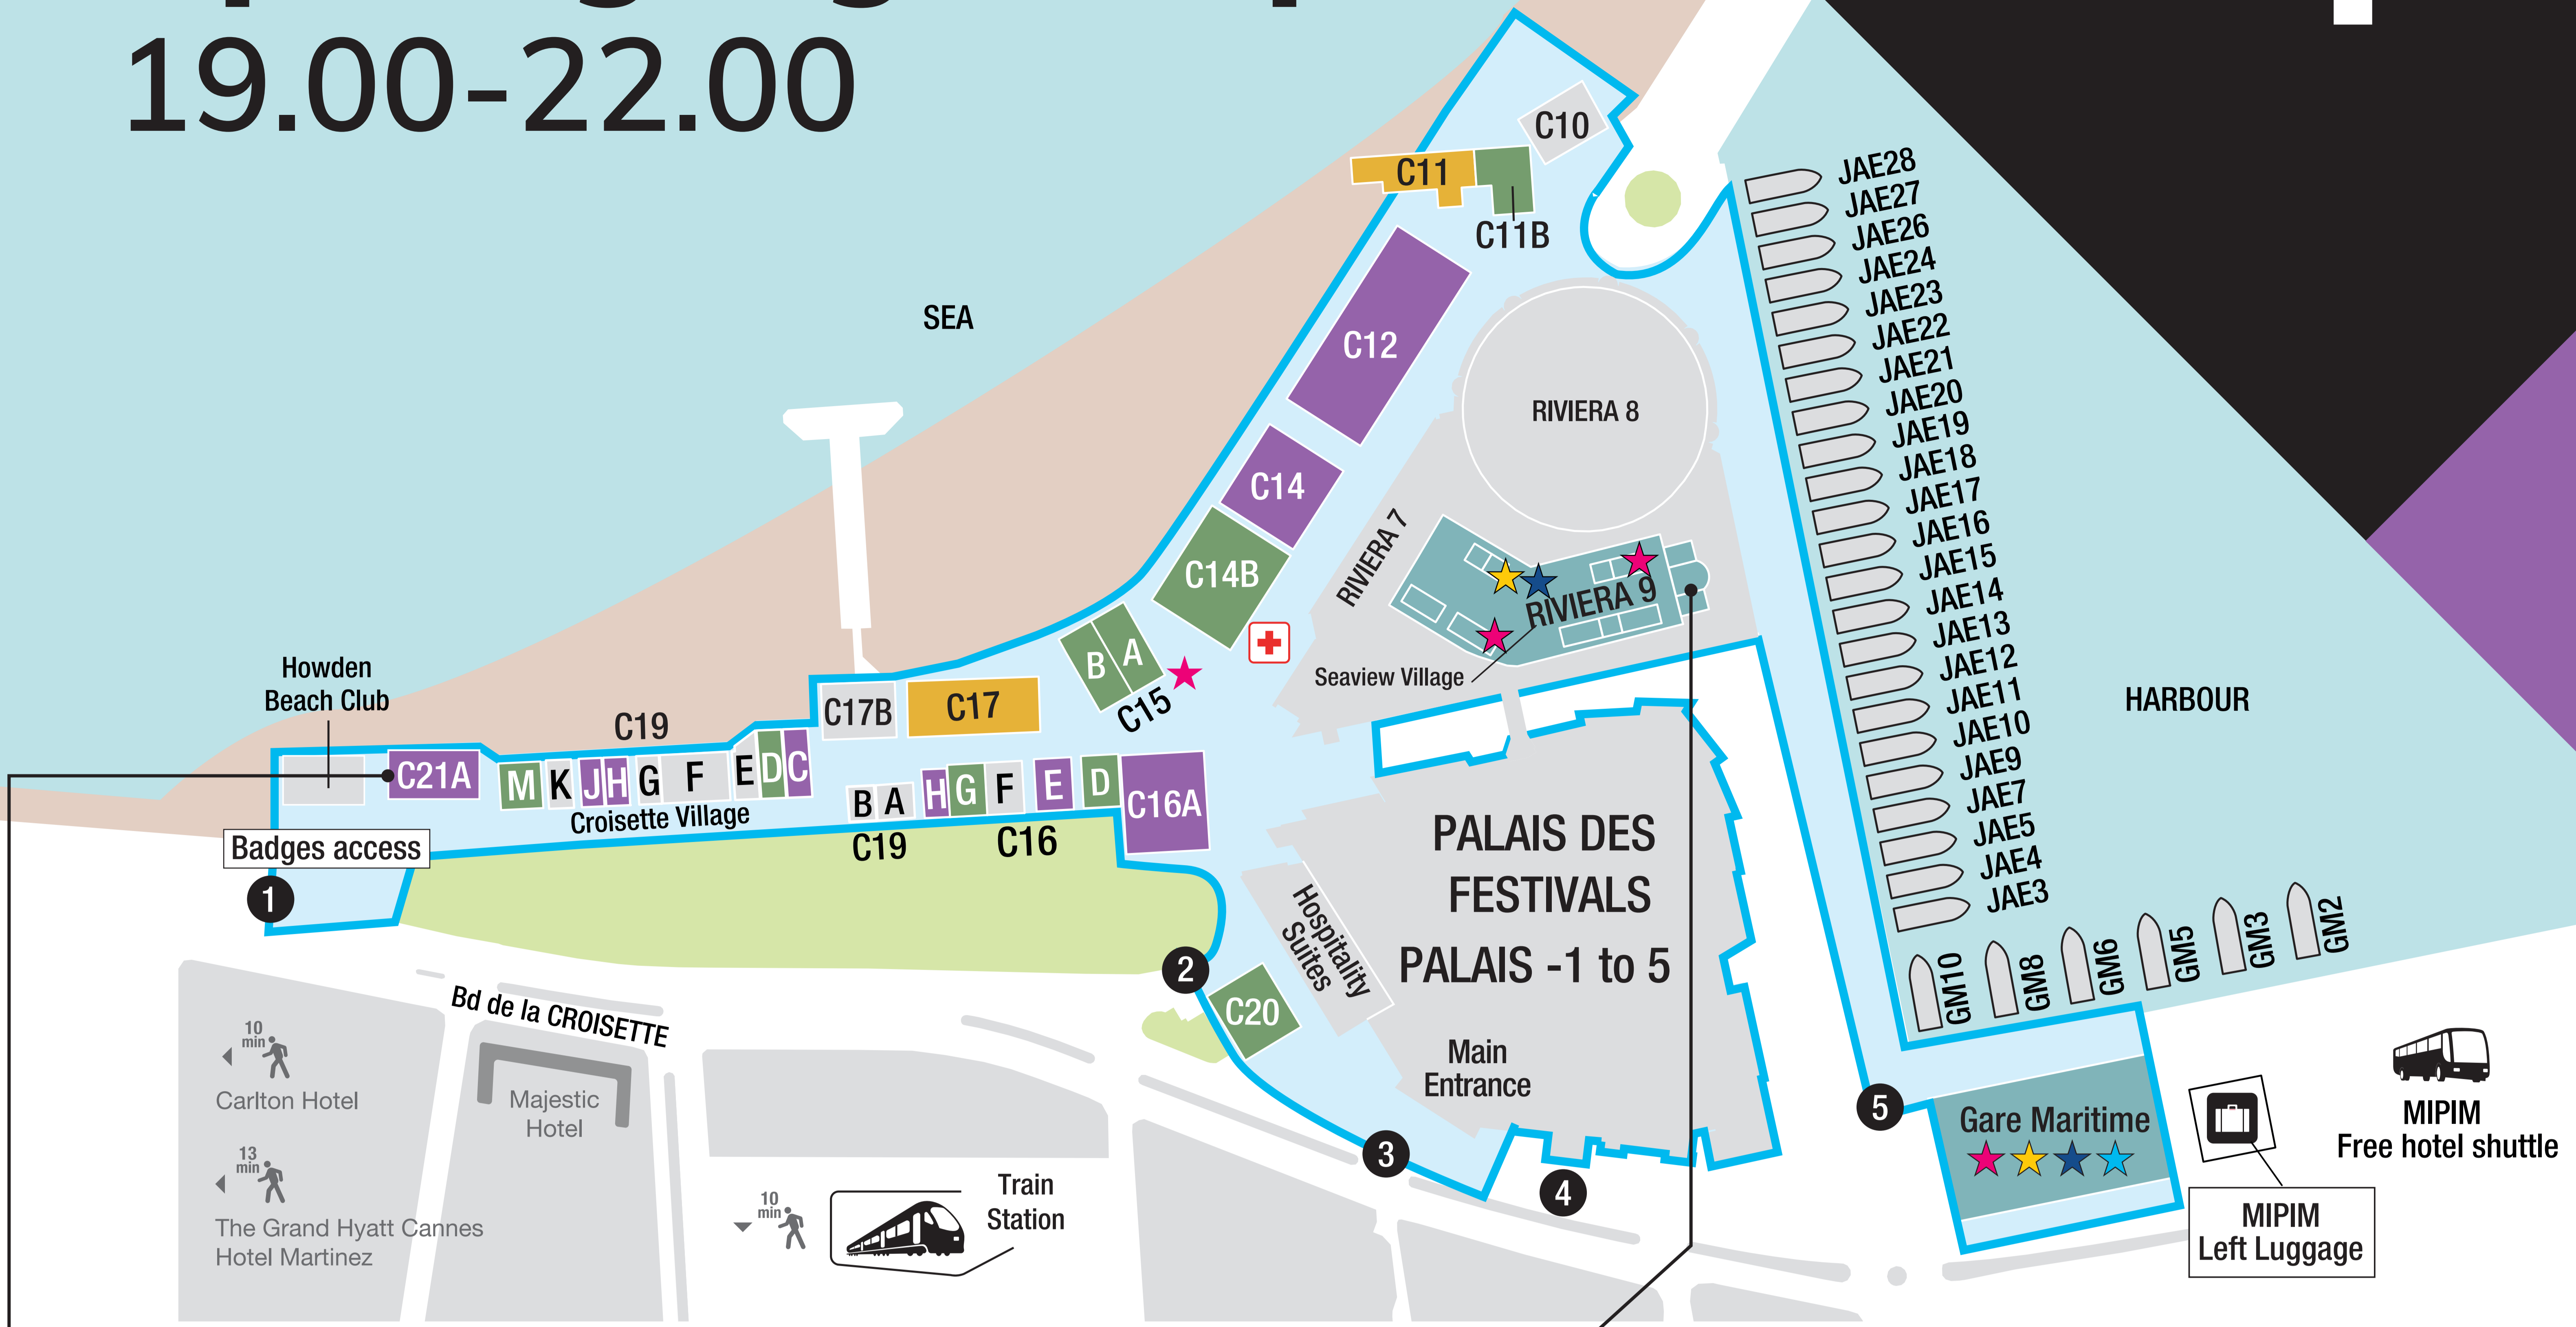 19.00-22.00
C10
C11
C11B
C12
C14
C14B
SEA
RIVIERA 8
RIVIERA 7
RIVIERA 9
Seaview Village
B
A
C15
C17B
C17
Howden
Beach Club
C19
C21A
M
K
J
H
G
F
E
D
C
Croisette Village
B
A
C19
H
G
F
E
D
C16
C16A
Badges access
1
2
3
4
5
C20
Hospitality
Suites
PALAIS DES
FESTIVALS
PALAIS -1 to 5
Main
Entrance
JAE28
JAE27
JAE26
JAE24
JAE23
JAE22
JAE21
JAE20
JAE19
JAE18
JAE17
JAE16
JAE15
JAE14
JAE13
JAE12
JAE11
JAE10
JAE9
JAE7
JAE5
JAE4
JAE3
HARBOUR
GM10
GM8
GM6
GM5
GM3
GM2
Gare Maritime
MIPIM
Free hotel shuttle
MIPIM
Left Luggage
Bd de la CROISETTE
10
min
Carlton Hotel
13
min
The Grand Hyatt Cannes
Hotel Martinez
Majestic
Hotel
10
min
Train
Station